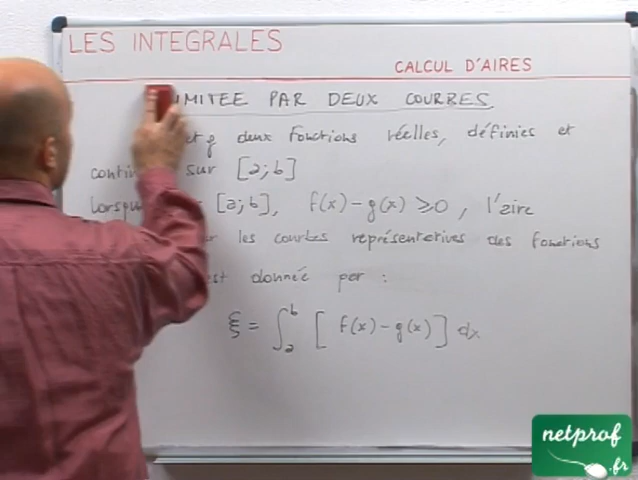 LES INTEGRALES
CALCUL D'AIRES
LIMITEE PAR DEUX COURBES
et g deux fonctions réelles, définies et
sur [a;b]
[a;b], f(x)-g(x) ≥0, l'aire
les courbes représentatives des fonctions
est donnée par :
ξ = ∫ₐᵇ [ f(x)-g(x) ] dx
netprof
.fr